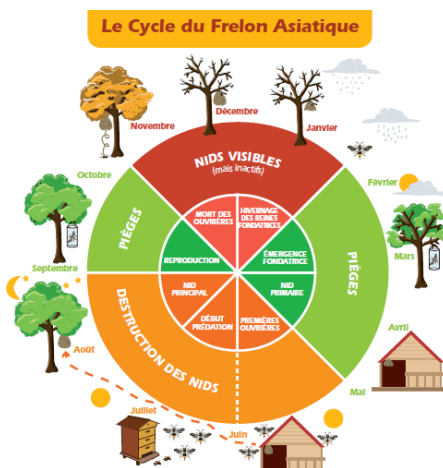 Le Cycle du Frelon Asiatique
Décembre
Novembre
Janvier
NIDS VISIBLES
(mais inactifs)
Octobre
Février
PIÈGES
MORT DES
OUVRIÈRES
HIVERNAGE
DES REINES
FONDATRICES
Mars
REPRODUCTION
ÉMERGENCE
FONDATRICE
PIÈGES
Septembre
NID
PRINCIPAL
NID
PRIMAIRE
DÉBUT
PRÉDATION
PREMIÈRES
OUVRIÈRES
DESTRUCTION DES NIDS
Avril
Août
Mai
Juillet
Juin